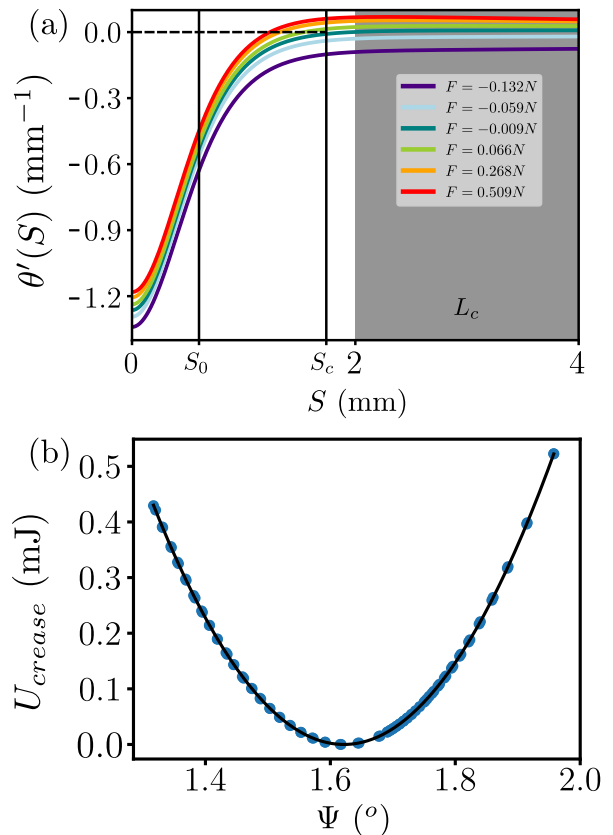 (a)
θ′(S) (mm⁻¹)
0.0
-0.3
-0.6
-0.9
-1.2
F = −0.132N
F = −0.059N
F = −0.009N
F = 0.066N
F = 0.268N
F = 0.509N
L_c
0 S₀ S_c 2 4
S (mm)
(b)
U_crease (mJ)
0.5
0.4
0.3
0.2
0.1
0.0
1.4 1.6 1.8 2.0
Ψ (ᵒ)